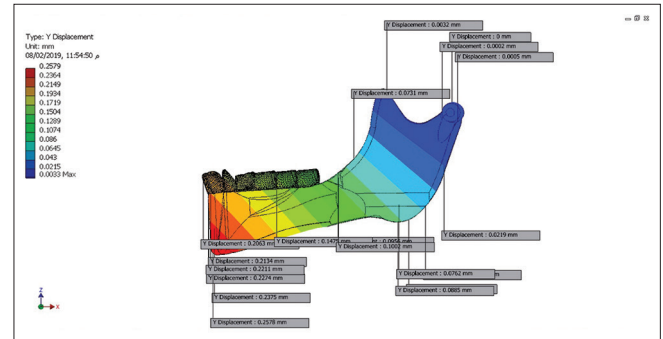 Type: Y Displacement
Unit: mm
08/02/2019, 11:54:50 م
0.2579
0.2364
0.2149
0.1934
0.1719
0.1504
0.1289
0.1074
0.086
0.0645
0.043
0.0215
0.0033 Max
Y Displacement : 0.0032 mm
Y Displacement : 0 mm
Y Displacement : 0.0002 mm
Y Displacement : 0.0005 mm
Y Displacement : 0.0731 mm
Y Displacement : 0.0219 mm
Y Displacement : 0.2063 mm
Y Displacement : 0.1475
Y Displacement : 0.1002 mm
Y Displacement : 0.2134 mm
Y Displacement : 0.2211 mm
Y Displacement : 0.2274 mm
Y Displacement : 0.0762 mm
Y Displacement : 0.0885 mm
Y Displacement : 0.2375 mm
Y Displacement : 0.2578 mm
Z
X